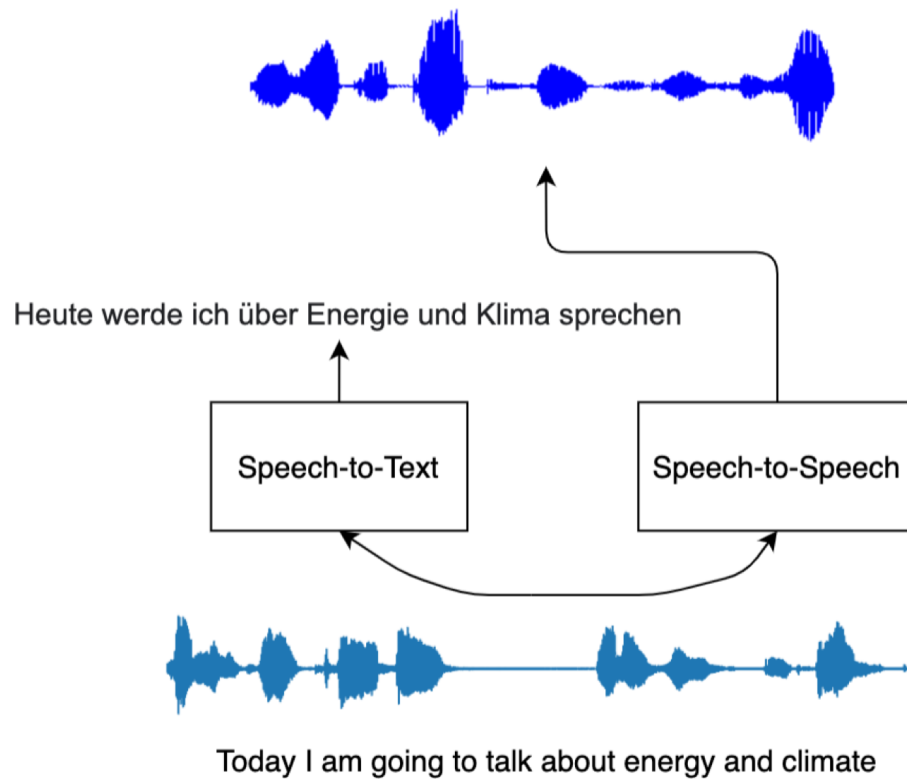 Heute werde ich über Energie und Klima sprechen
Speech-to-Text
Speech-to-Speech
Today I am going to talk about energy and climate